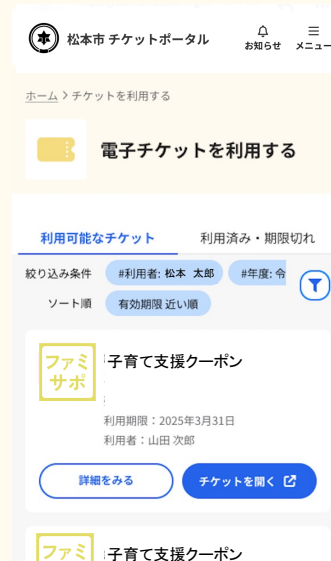 松本市 チケットポータル
お知らせ
メニュー
ホーム > チケットを利用する
電子チケットを利用する
利用可能なチケット
利用済み・期限切れ
絞り込み条件
#利用者: 松本 太郎
#年度: 令
ソート順
有効期限 近い順
ファミ
サポ
子育て支援クーポン
利用期限：2025年3月31日
利用者：山田 次郎
詳細をみる
チケットを開く
ファミ
子育て支援クーポン